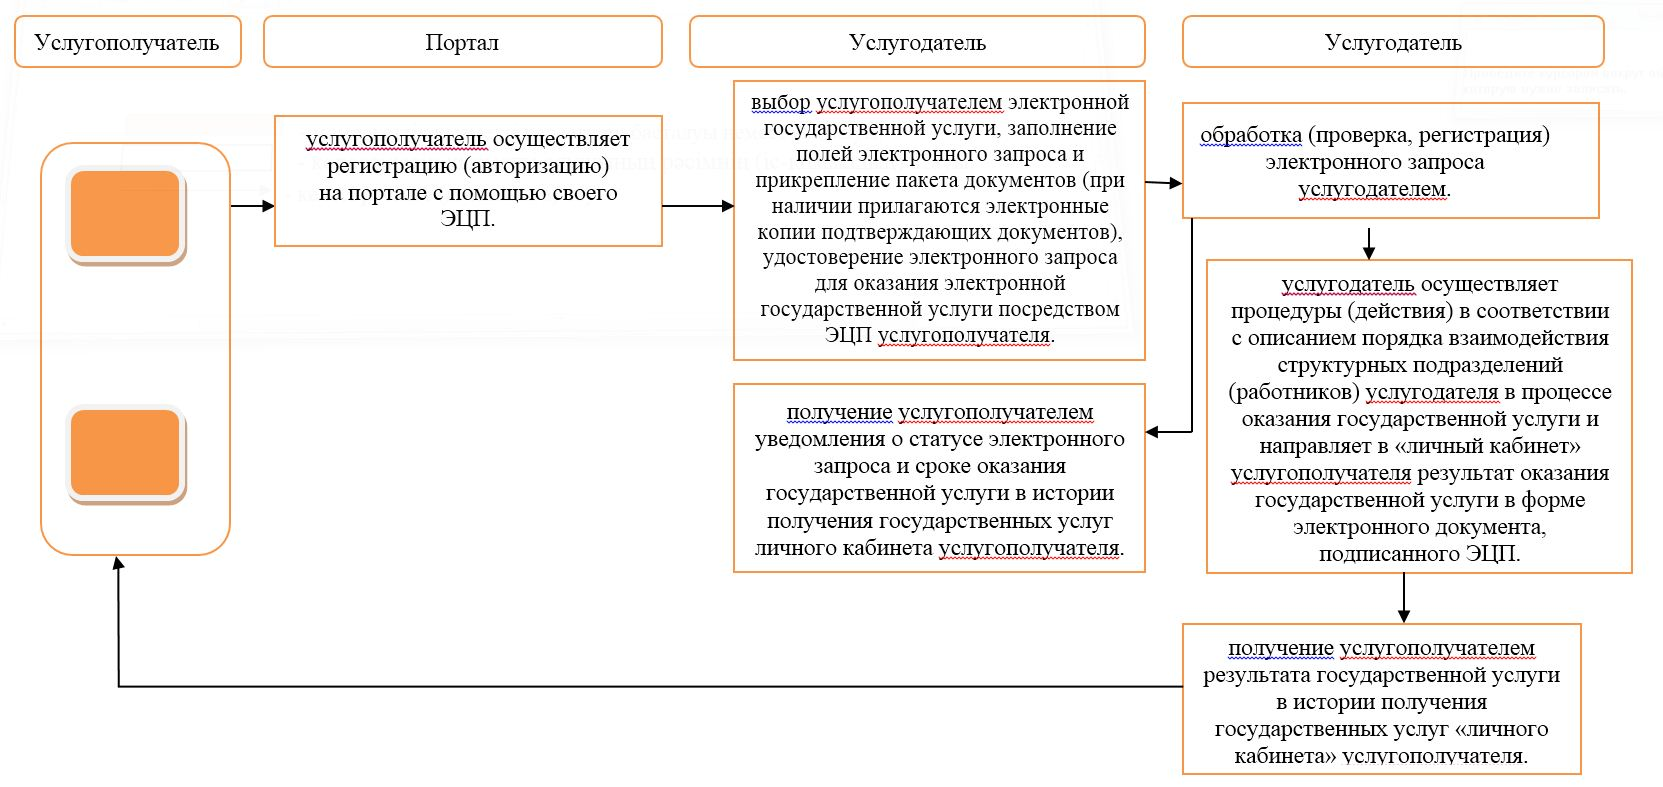 Услугополучатель
Портал
Услугодатель
Услугодатель
услугополучатель осуществляет
регистрацию (авторизацию)
на портале с помощью своего
ЭЦП.
выбор услугополучателем электронной
государственной услуги, заполнение
полей электронного запроса и
прикрепление пакета документов (при
наличии прилагаются электронные
копии подтверждающих документов),
удостоверение электронного запроса
для оказания электронной
государственной услуги посредством
ЭЦП услугополучателя.
обработка (проверка, регистрация)
электронного запроса
услугодателем.
получение услугополучателем
уведомления о статусе электронного
запроса и сроке оказания
государственной услуги в истории
получения государственных услуг
личного кабинета услугополучателя.
услугодатель осуществляет
процедуры (действия) в соответствии
с описанием порядка взаимодействия
структурных подразделений
(работников) услугодателя в процессе
оказания государственной услуги и
направляет в «личный кабинет»
услугополучателя результат оказания
государственной услуги в форме
электронного документа,
подписанного ЭЦП.
получение услугополучателем
результата государственной услуги
в истории получения
государственных услуг «личного
кабинета» услугополучателя.